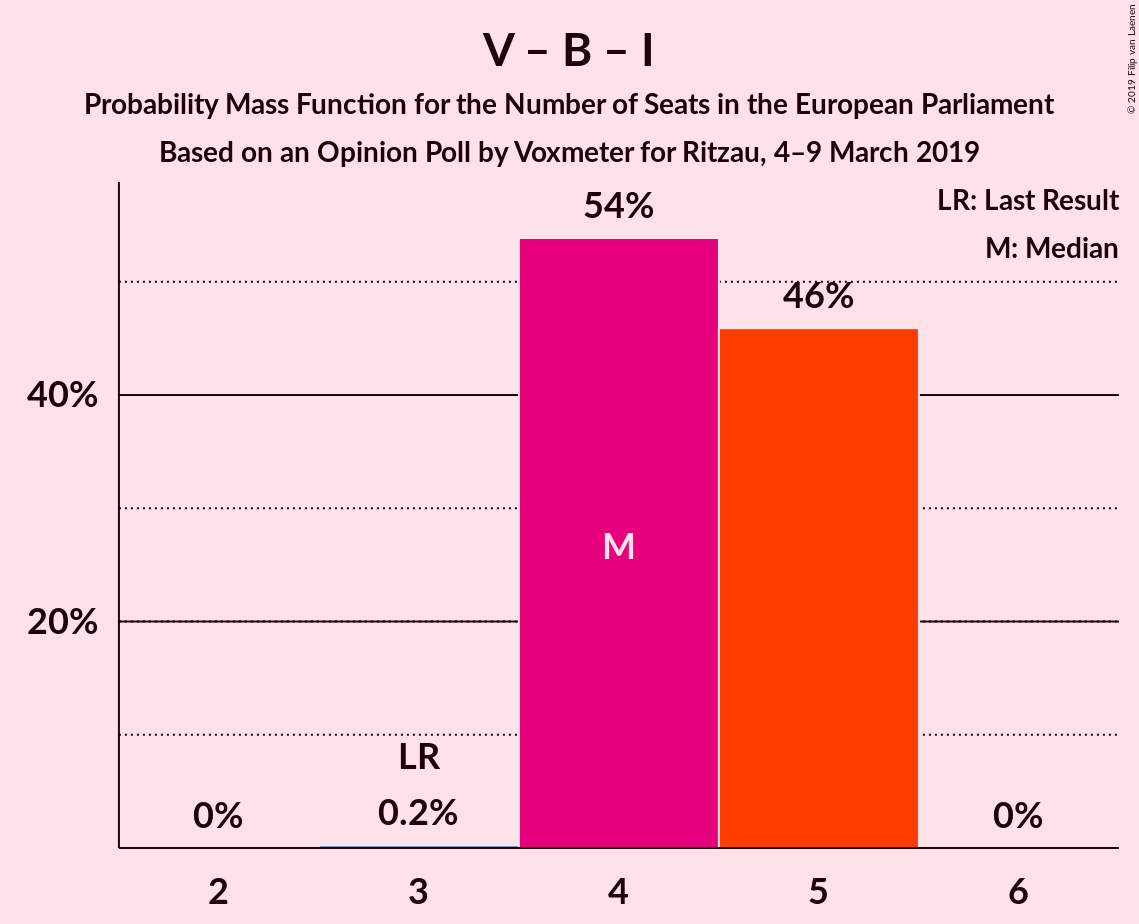 V – B – I
Probability Mass Function for the Number of Seats in the European Parliament
Based on an Opinion Poll by Voxmeter for Ritzau, 4–9 March 2019
© 2019 Filip van Laenen
LR: Last Result
M: Median
54%
46%
40%
M
20%
LR
0%
0.2%
0%
2
3
4
5
6